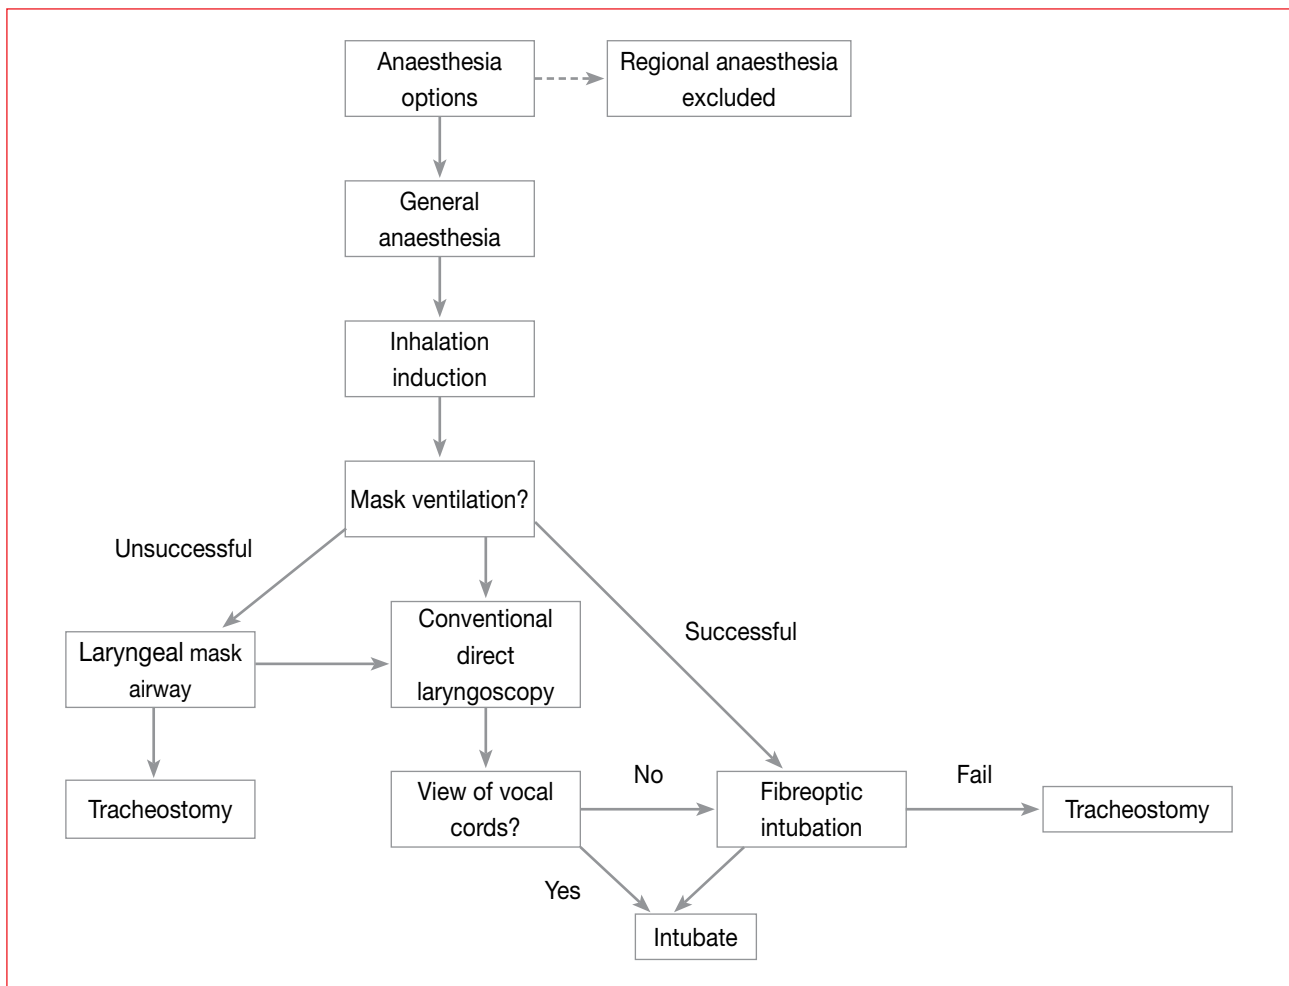 Anaesthesia
options
Regional anaesthesia
excluded
General
anaesthesia
Inhalation
induction
Mask ventilation?
Unsuccessful
Successful
Laryngeal mask
airway
Conventional
direct
laryngoscopy
Tracheostomy
View of vocal
cords?
No
Fibreoptic
intubation
Fail
Tracheostomy
Yes
Intubate